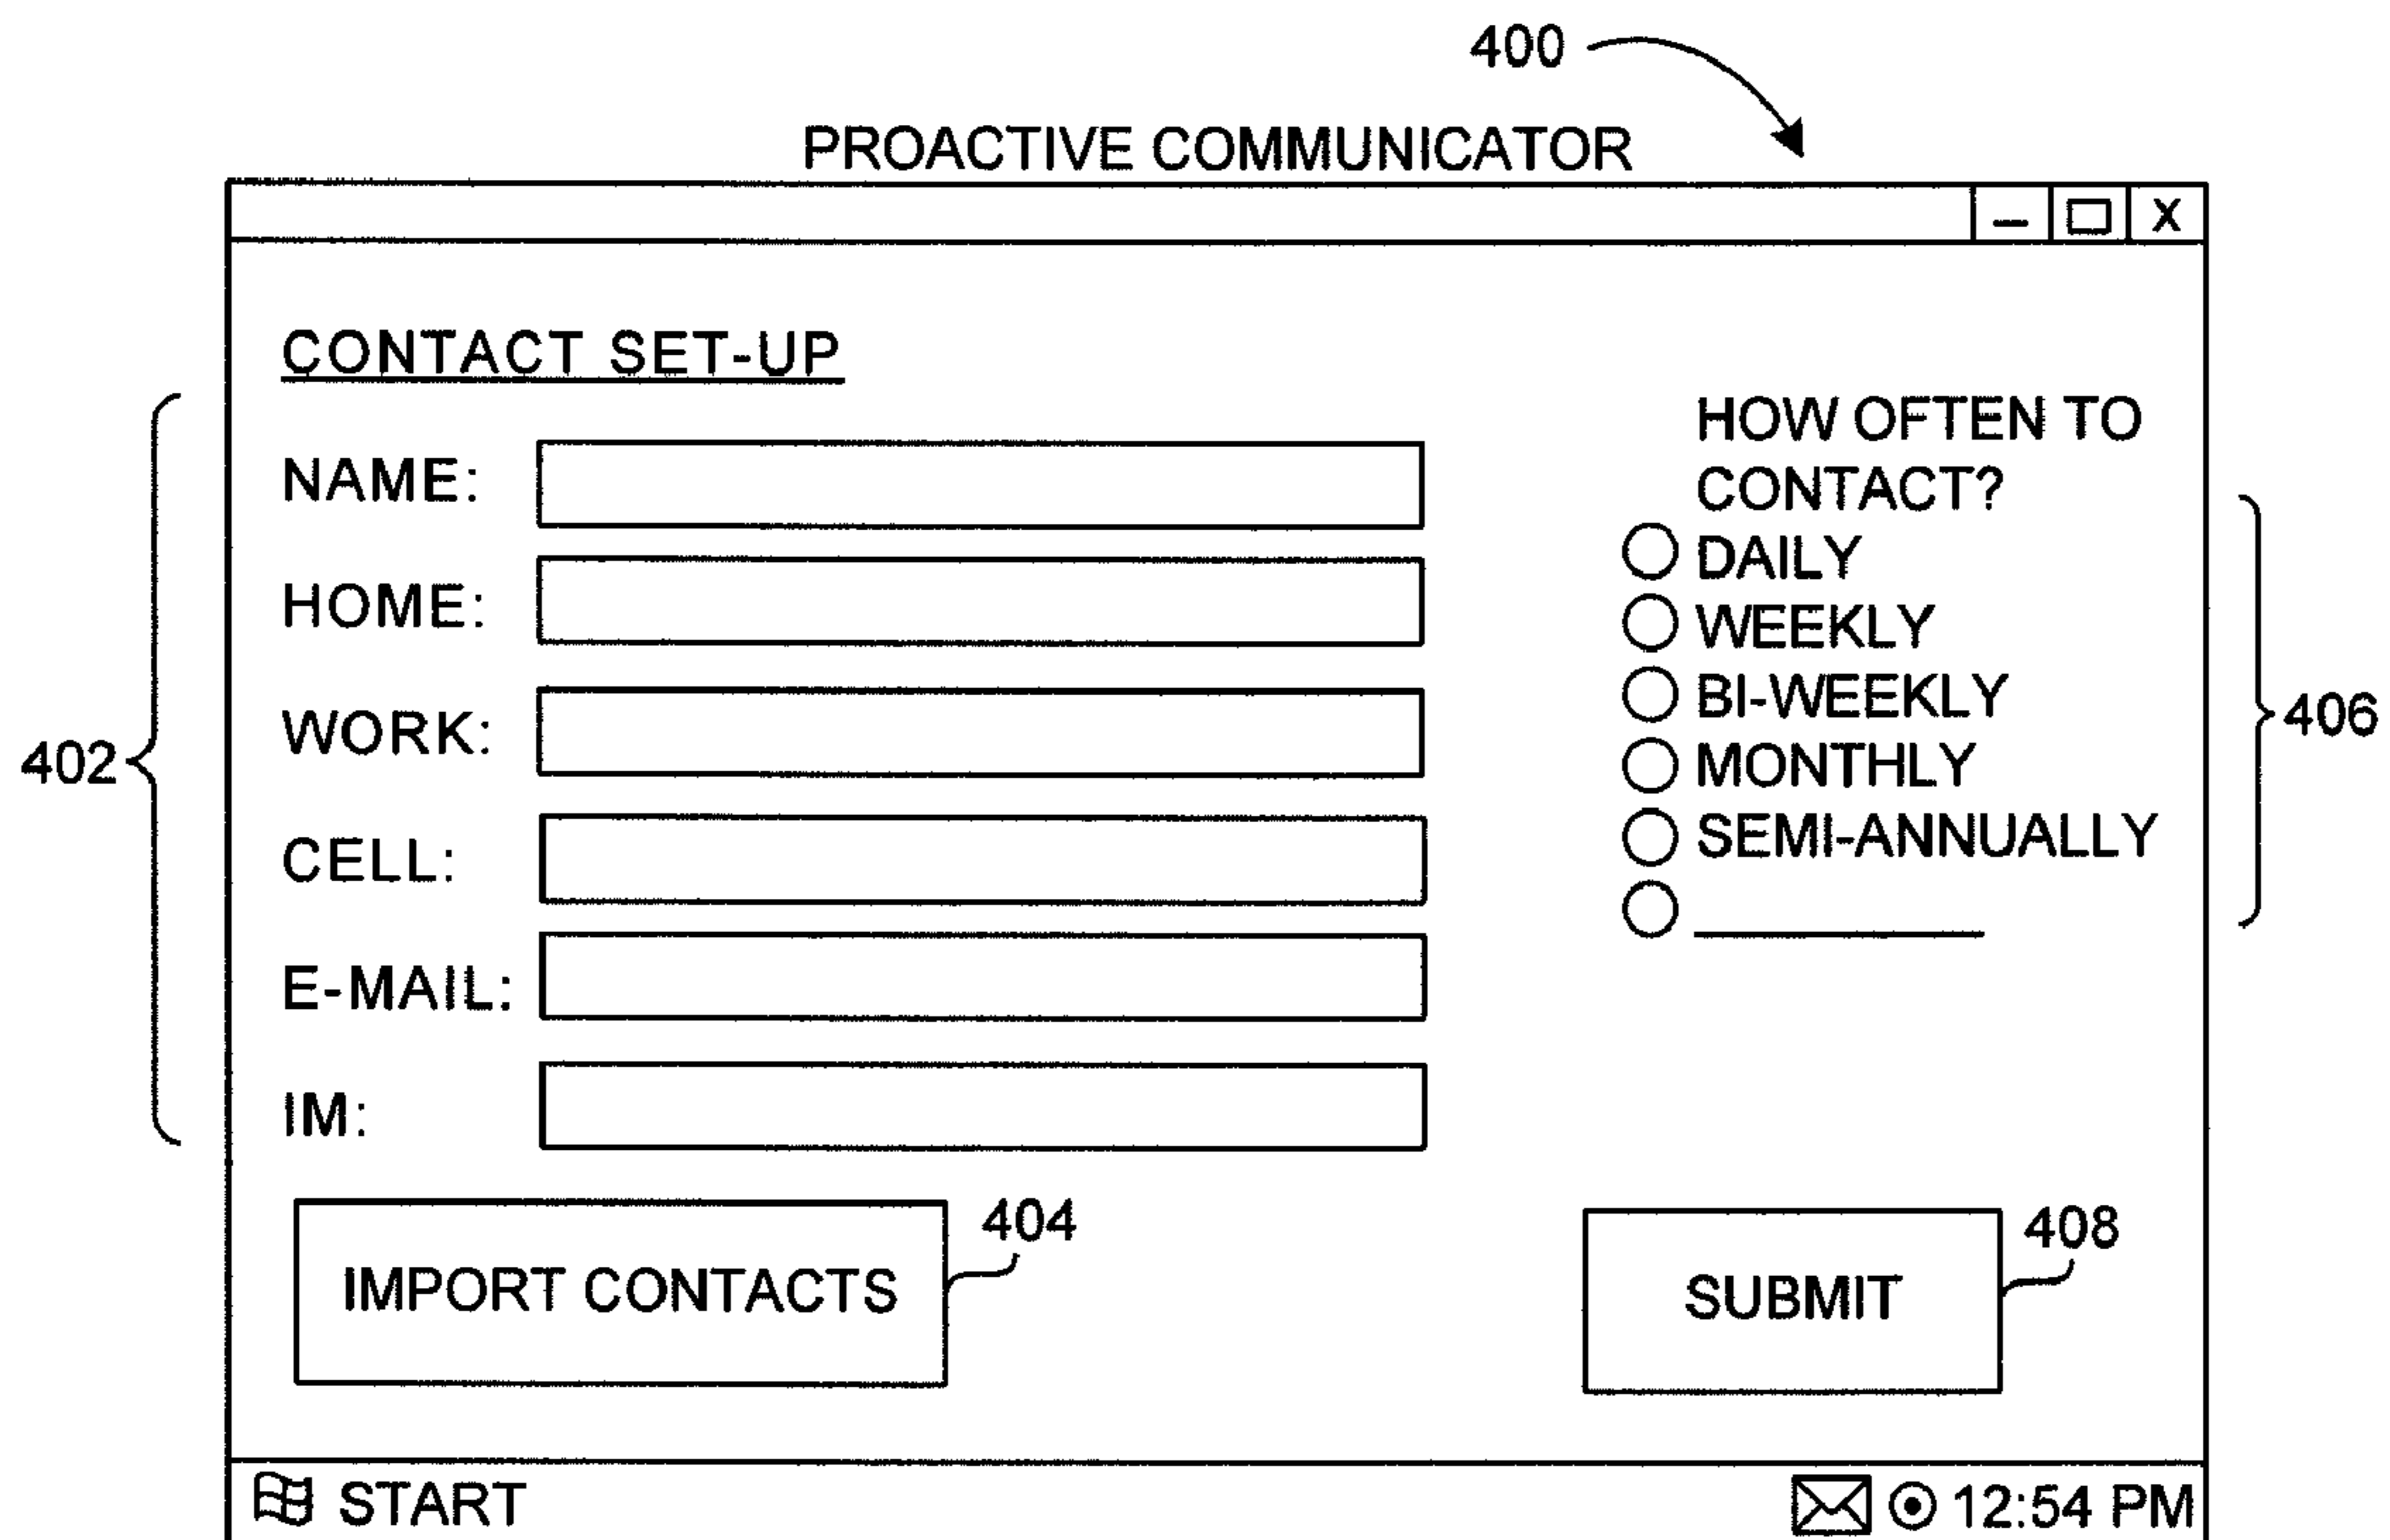 400
PROACTIVE COMMUNICATOR
X
CONTACT SET-UP
NAME:
HOME:
WORK:
CELL:
E-MAIL:
IM:
402
HOW OFTEN TO
CONTACT?
DAILY
WEEKLY
BI-WEEKLY
MONTHLY
SEMI-ANNUALLY
406
IMPORT CONTACTS
404
SUBMIT
408
START
12:54 PM